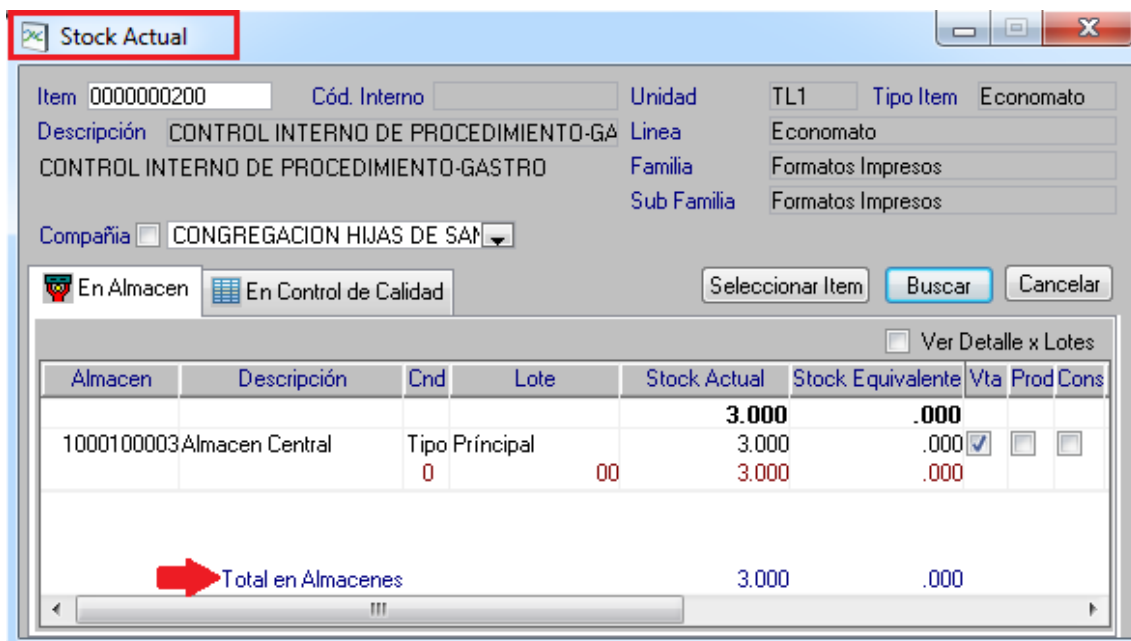 Stock Actual
Item 0000000200 Cód. Interno Unidad TL1 Tipo Item Economato
Descripción CONTROL INTERNO DE PROCEDIMIENTO-GA Linea Economato
CONTROL INTERNO DE PROCEDIMIENTO-GASTRO Familia Formatos Impresos
Sub Familia Formatos Impresos
Compañia CONGREGACION HIJAS DE SAN
En Almacen En Control de Calidad Seleccionar Item Buscar Cancelar
Ver Detalle x Lotes
Almacen Descripción Cnd Lote Stock Actual Stock Equivalente Vta Prod Cons
3.000 .000
1000100003 Almacen Central Tipo Príncipal 3.000 .000
0 00 3.000 .000
Total en Almacenes 3.000 .000